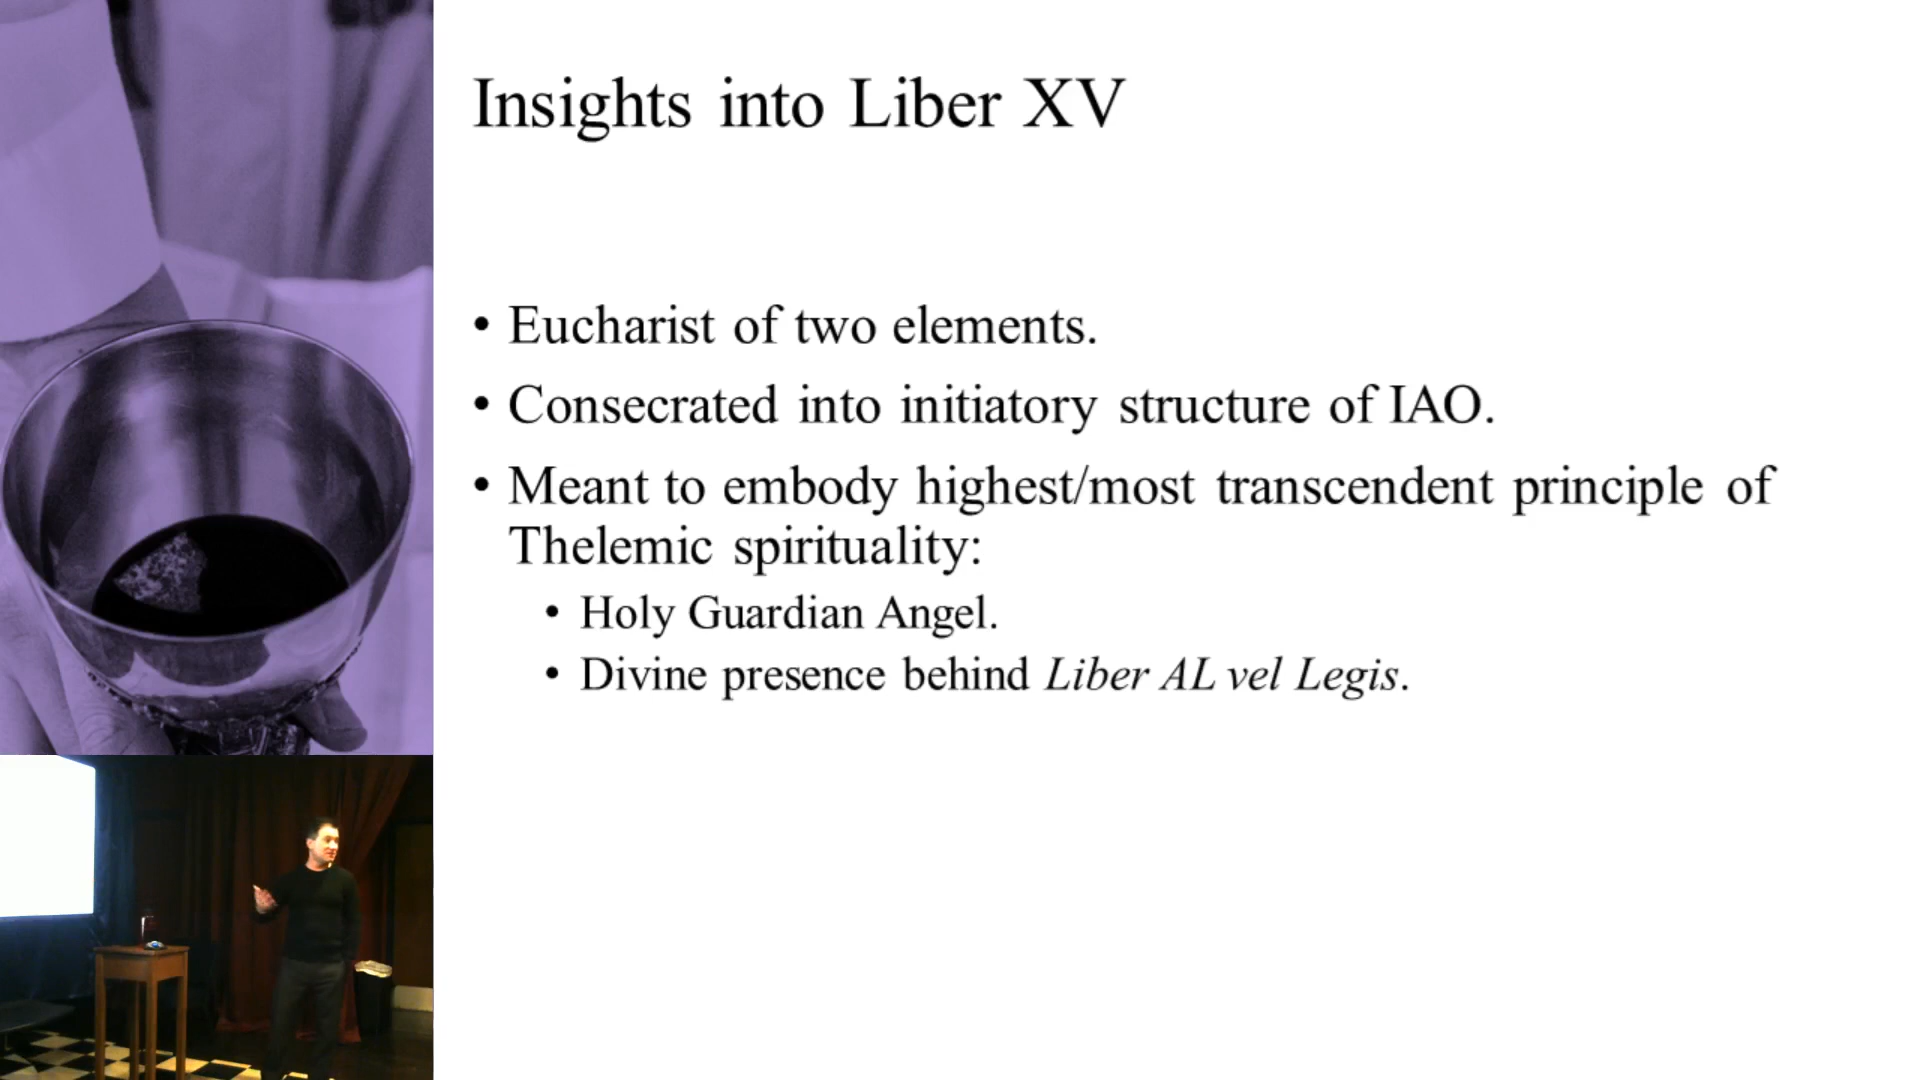 Insights into Liber XV
• Eucharist of two elements.
• Consecrated into initiatory structure of IAO.
• Meant to embody highest/most transcendent principle of
Thelemic spirituality:
• Holy Guardian Angel.
• Divine presence behind Liber AL vel Legis.